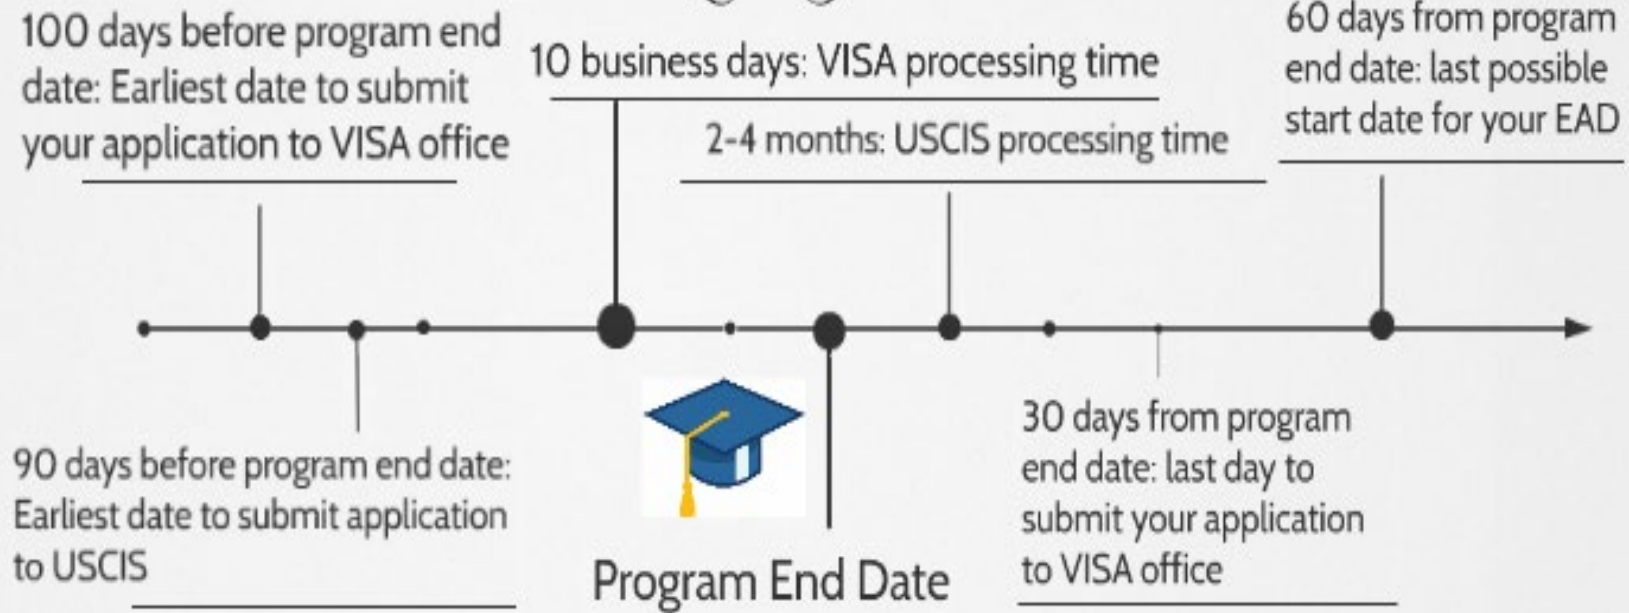 100 days before program end
date: Earliest date to submit
your application to VISA office
10 business days: VISA processing time
2-4 months: USCIS processing time
60 days from program
end date: last possible
start date for your EAD
90 days before program end date:
Earliest date to submit application
to USCIS
Program End Date
30 days from program
end date: last day to
submit your application
to VISA office